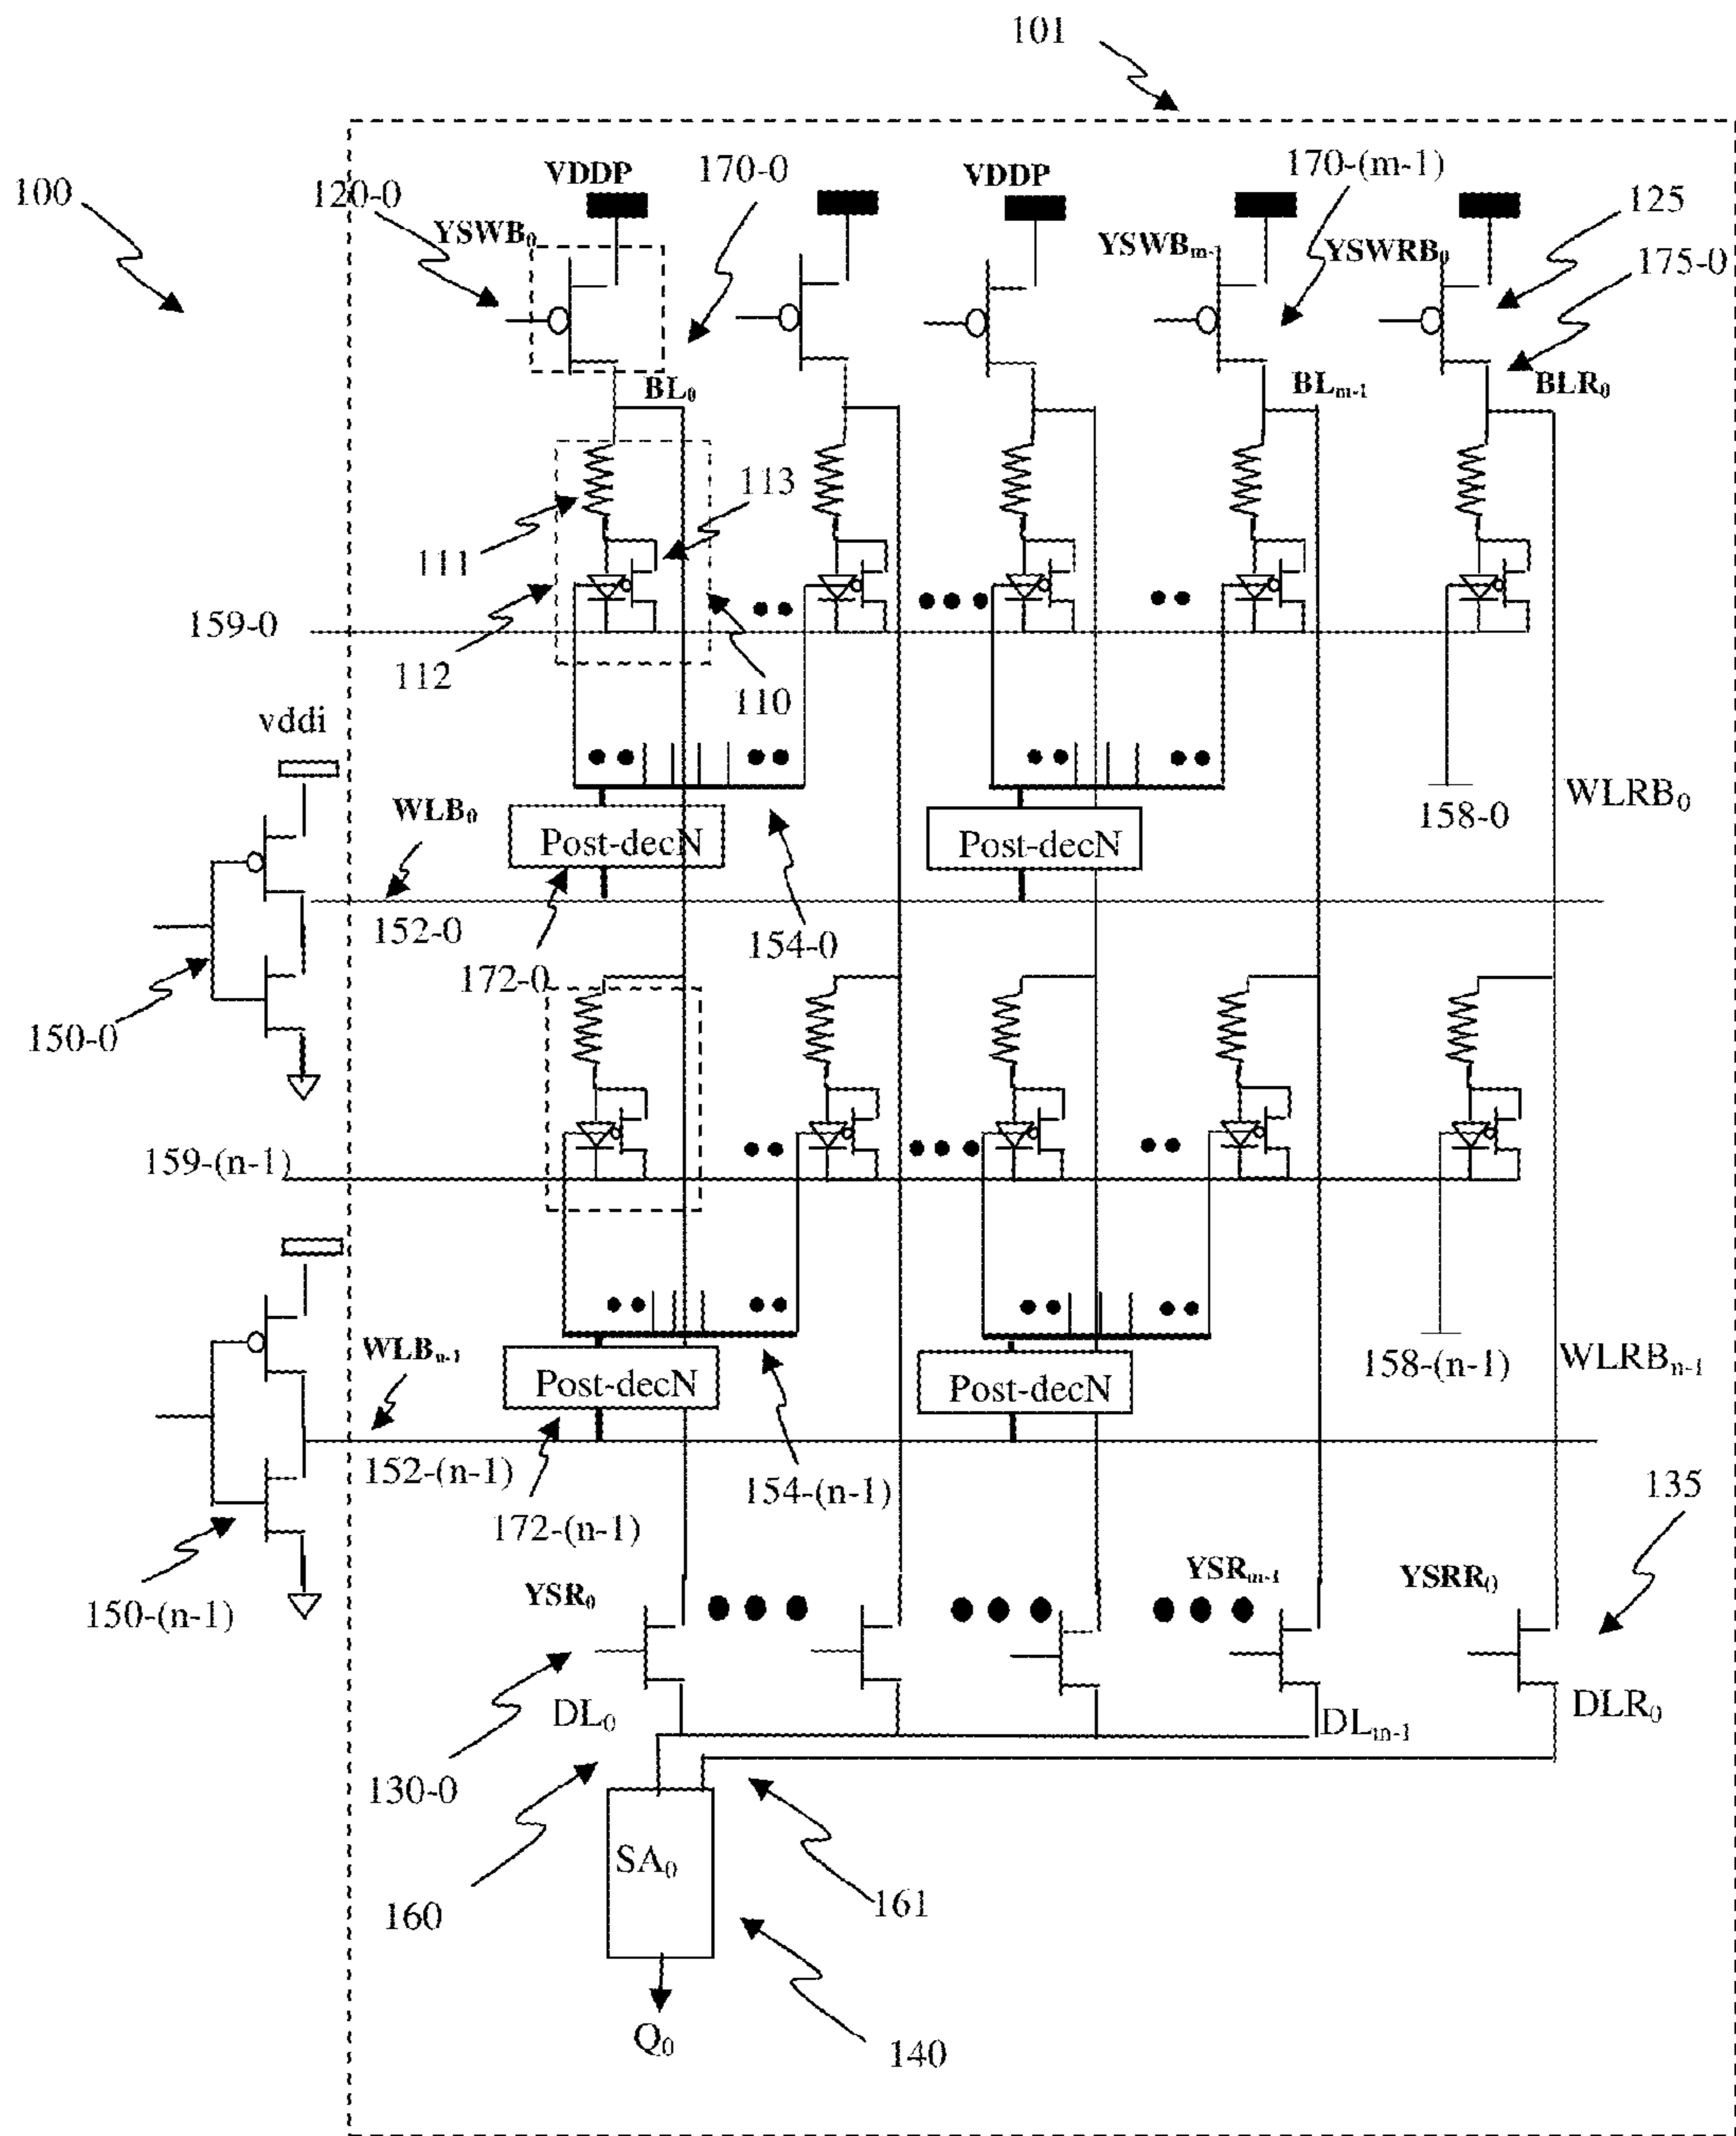 101
100
120-0
VDDP
170-0
VDDP
170-(m-1)
125
YSWB₀
YSWBₘ₋
YSWRB₀
175-0
BL₀
BLₘ₋₁
BLR₀
111
113
159-0
112
110
vddi
WLB₀
Post-decN
Post-decN
158-0
WLRB₀
152-0
172-0
154-0
150-0
159-(n-1)
WLBₙ₋₁
Post-decN
Post-decN
158-(n-1)
WLRBₙ₋₁
152-(n-1)
172-(n-1)
154-(n-1)
135
150-(n-1)
YSR₀
YSRₘ₋₁
YSRR₀
DL₀
DLₘ₋₁
DLR₀
130-0
SA₀
160
161
Q₀
140